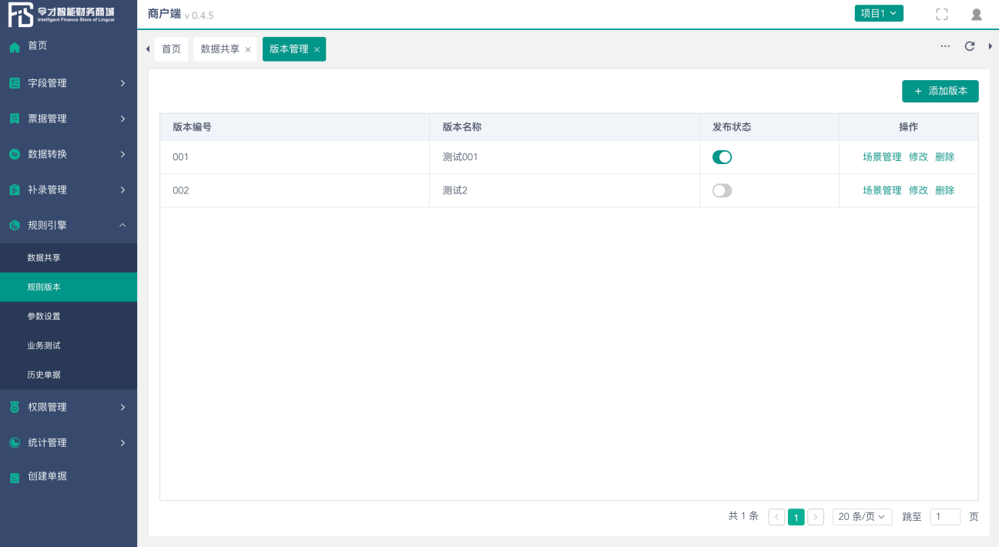 令才智能财务商城
Intelligent Finance Store of Lingcai
商户端 v 0.4.5
项目1
首页
字段管理
票据管理
数据转换
补录管理
规则引擎
数据共享
规则版本
参数设置
业务测试
历史单据
权限管理
统计管理
创建单据
首页 数据共享 × 版本管理 ×
+ 添加版本
版本编号 版本名称 发布状态 操作
001 测试001 场景管理 修改 删除
002 测试2 场景管理 修改 删除
共 1 条 < 1 > 20 条/页 跳至 1 页